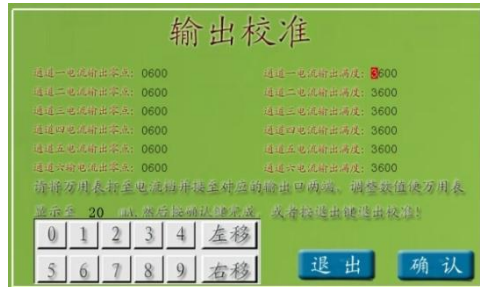 输出校准
通道一电流输出零点：0600 通道一电流输出满度：3600
通道二电流输出零点：0600 通道二电流输出满度：3600
通道三电流输出零点：0600 通道三电流输出满度：3600
通道四电流输出零点：0600 通道四电流输出满度：3600
通道五电流输出零点：0600 通道五电流输出满度：3600
通道六输电流出零点：0600 通道六电流输出满度：3600
请将万用表打至电流档并接至对应的输出口两端，调整数值使万用表
显示至 20 mA,然后按确认键完成，或者按退出键退出校准！
0 1 2 3 4 左移
5 6 7 8 9 右移
退 出 确 认